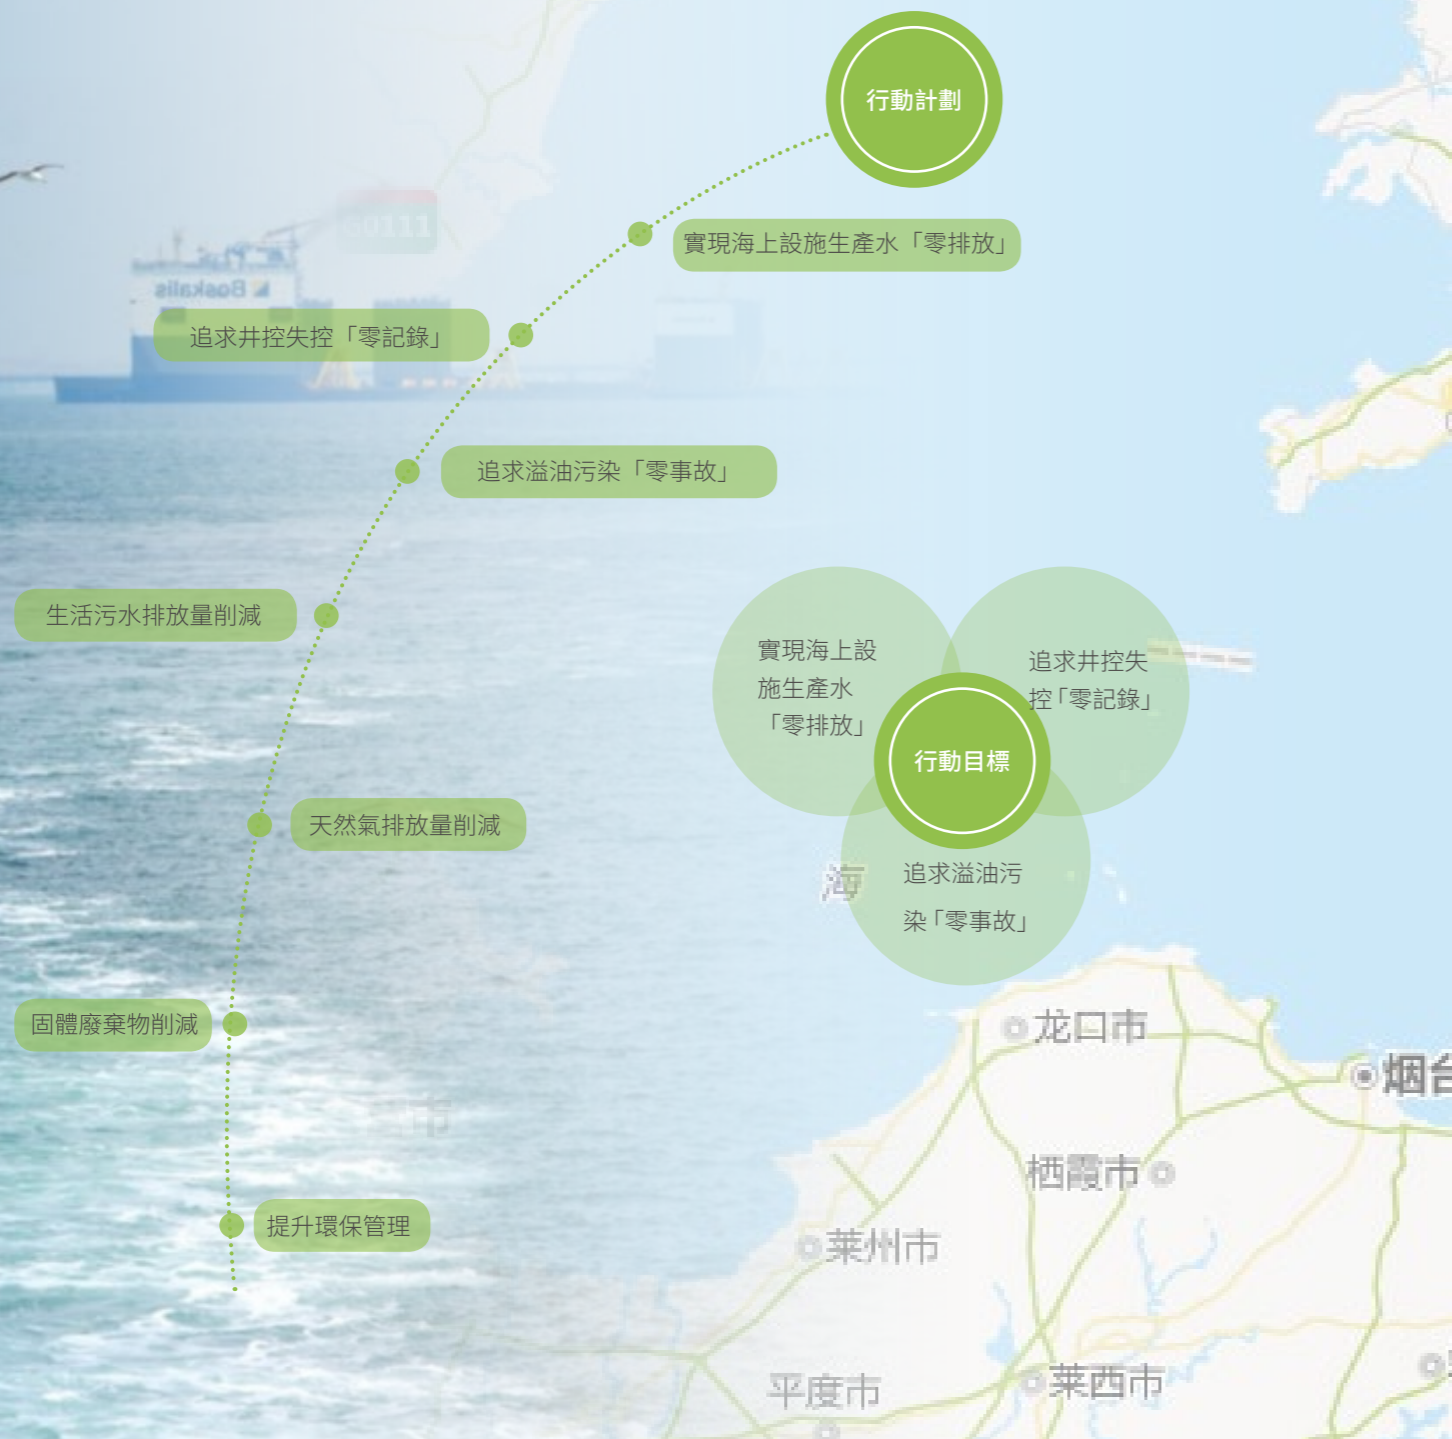 行動計劃
實現海上設施生產水「零排放」
追求井控失控「零記錄」
追求溢油污染「零事故」
生活污水排放量削減
天然氣排放量削減
固體廢棄物削減
提升環保管理
實現海上設
施生產水
「零排放」
追求井控失
控「零記錄」
行動目標
追求溢油污
染「零事故」
海
龙口市
烟台
栖霞市
莱州市
莱西市
平度市
市
Boskalis
0111